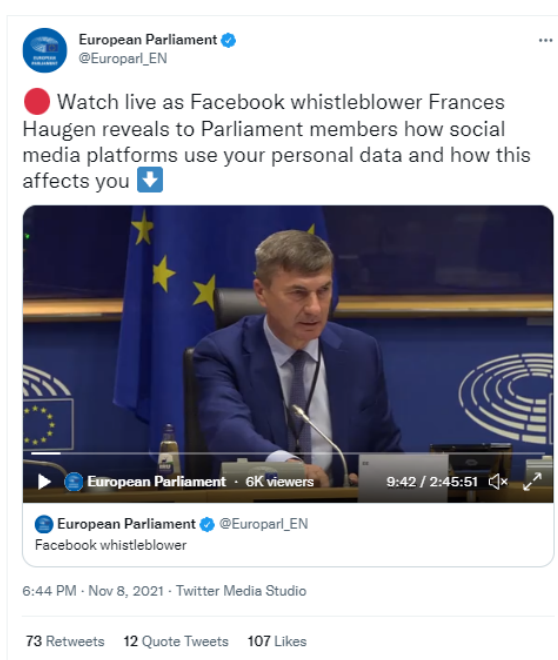 European Parliament
@Europarl_EN
Watch live as Facebook whistleblower Frances
Haugen reveals to Parliament members how social
media platforms use your personal data and how this
affects you
European Parliament · 6K viewers
9:42 / 2:45:51
European Parliament @Europarl_EN
Facebook whistleblower
6:44 PM · Nov 8, 2021 · Twitter Media Studio
73 Retweets 12 Quote Tweets 107 Likes